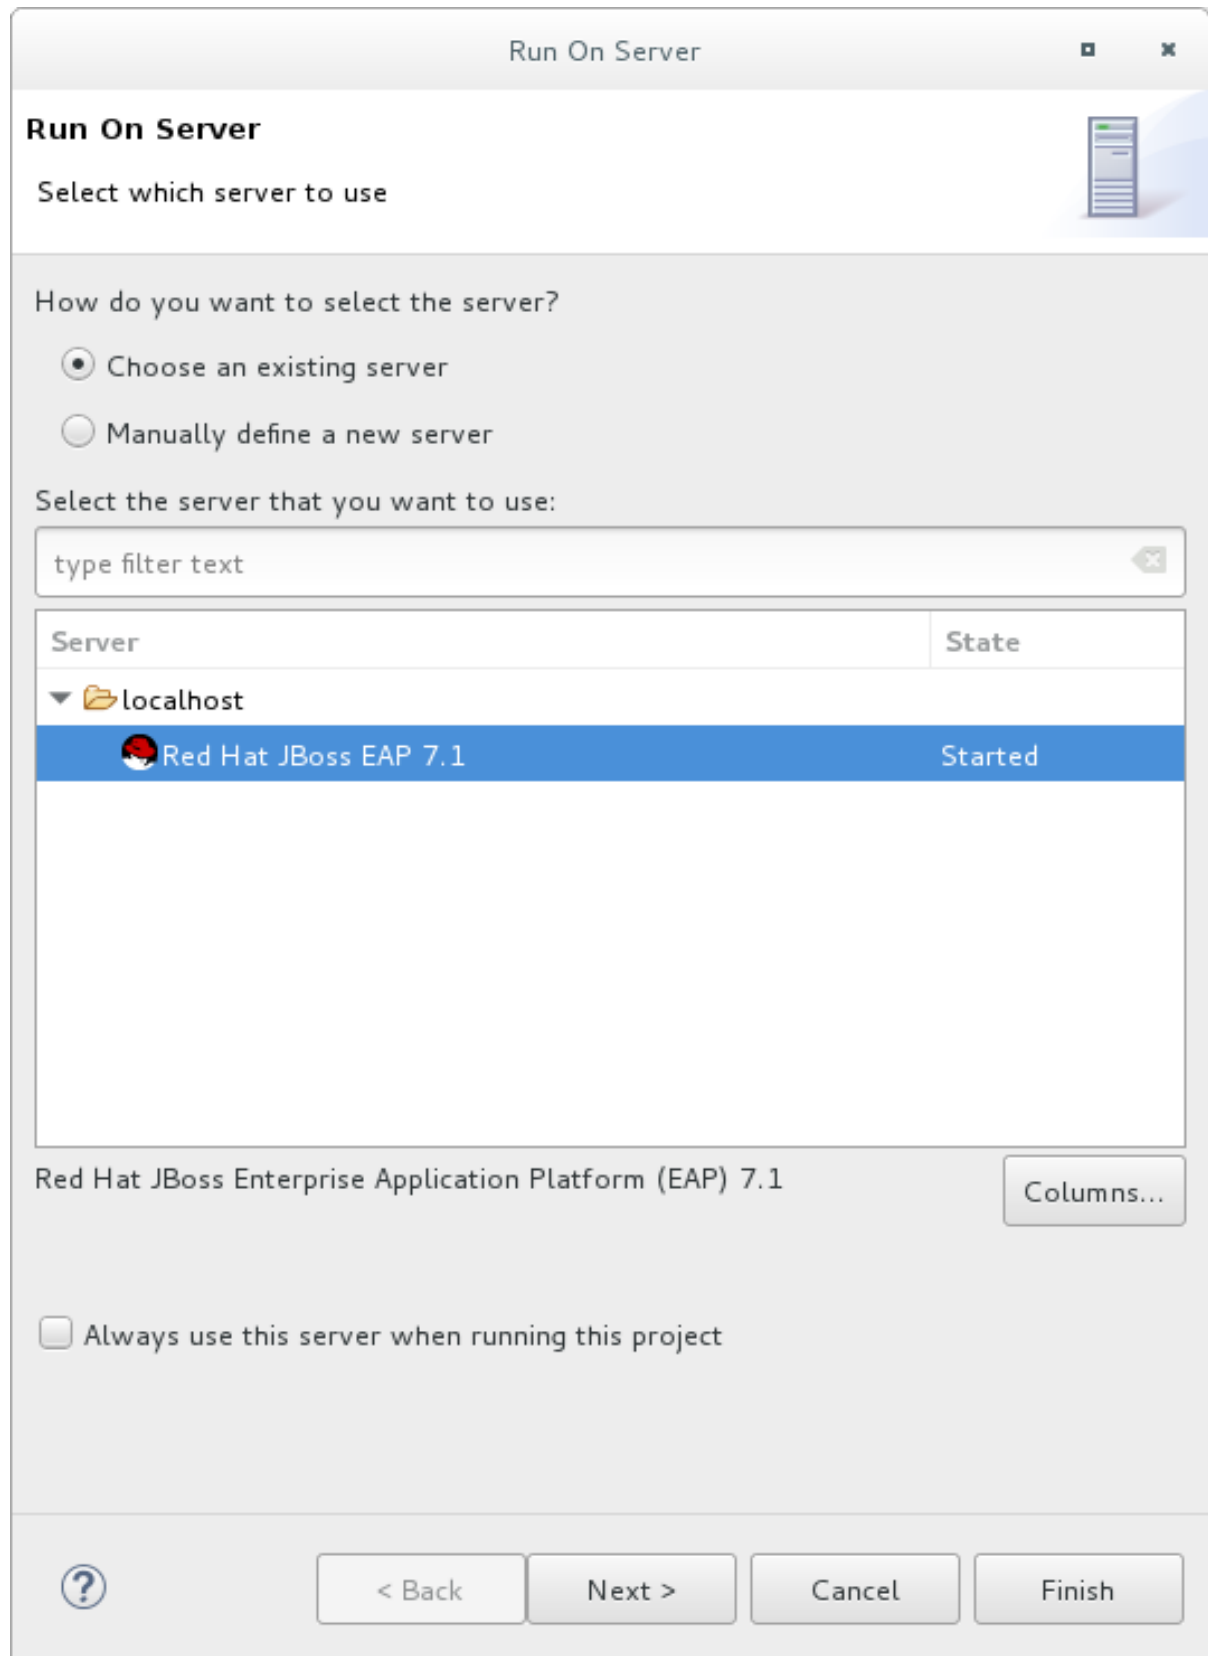 Run On Server
Run On Server
Select which server to use
How do you want to select the server?
Choose an existing server
Manually define a new server
Select the server that you want to use:
type filter text
Server State
localhost
Red Hat JBoss EAP 7.1 Started
Red Hat JBoss Enterprise Application Platform (EAP) 7.1
Columns...
Always use this server when running this project
? < Back Next > Cancel Finish